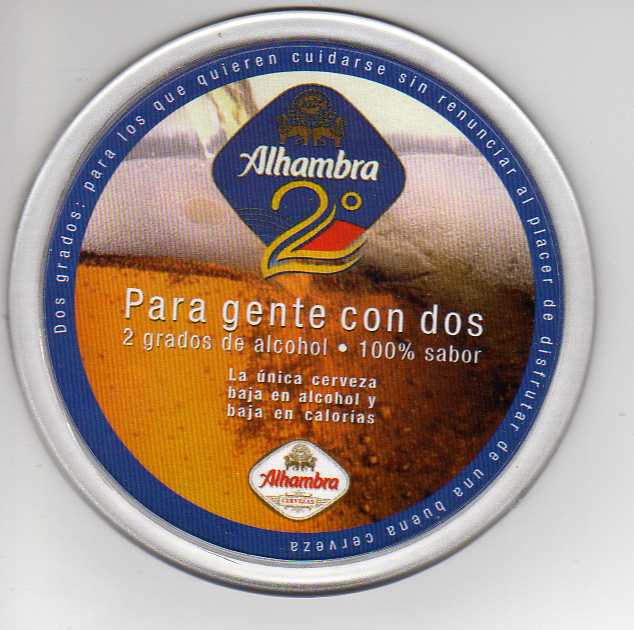 Dos grados: para los que quieren cuidarse sin renunciar al placer de disfrutar de una buena cerveza
Alhambra
2°
Para gente con dos
2 grados de alcohol • 100% sabor
La única cerveza
baja en alcohol y
baja en calorías
Alhambra
CERVEZAS